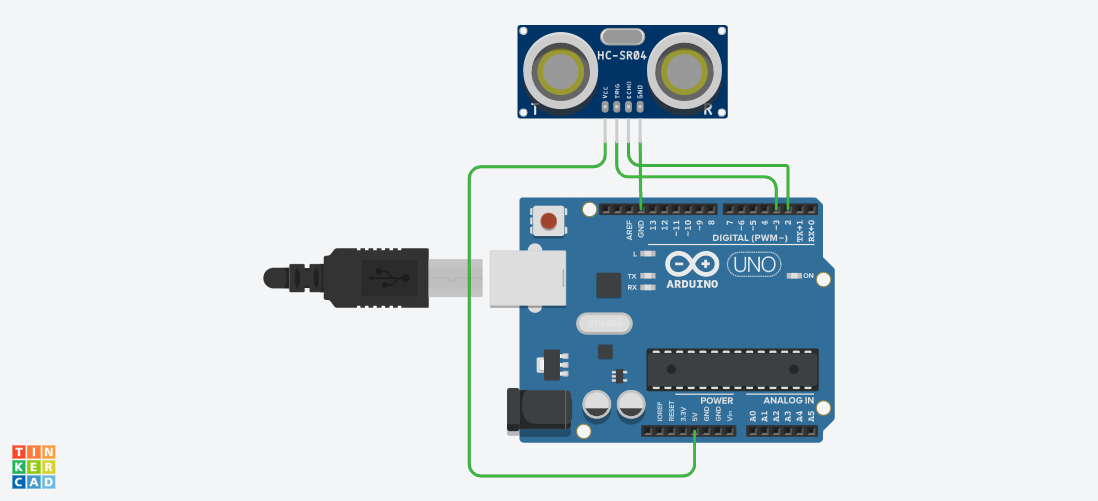 HC-SR04
VCC
TRIG
ECHO
GND
T
R
AREF
GND
13
12
~11
~10
~9
8
7
~6
~5
4
~3
2
TX→1
RX←0
DIGITAL (PWM~)
L
TX
RX
ARDUINO
UNO
ON
POWER
ANALOG IN
IOREF
RESET
3.3V
5V
GND
GND
Vin
A0
A1
A2
A3
A4
A5
TIN
KER
CAD